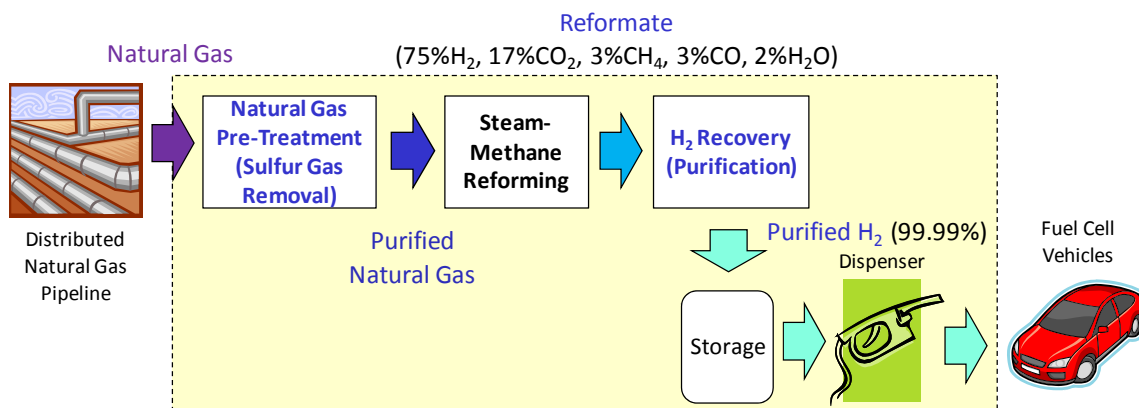 Reformate
Natural Gas
(75%H₂, 17%CO₂, 3%CH₄, 3%CO, 2%H₂O)
Natural Gas
Pre-Treatment
(Sulfur Gas
Removal)
Steam-
Methane
Reforming
H₂ Recovery
(Purification)
Distributed
Natural Gas
Pipeline
Purified
Natural Gas
Purified H₂ (99.99%)
Dispenser
Fuel Cell
Vehicles
Storage